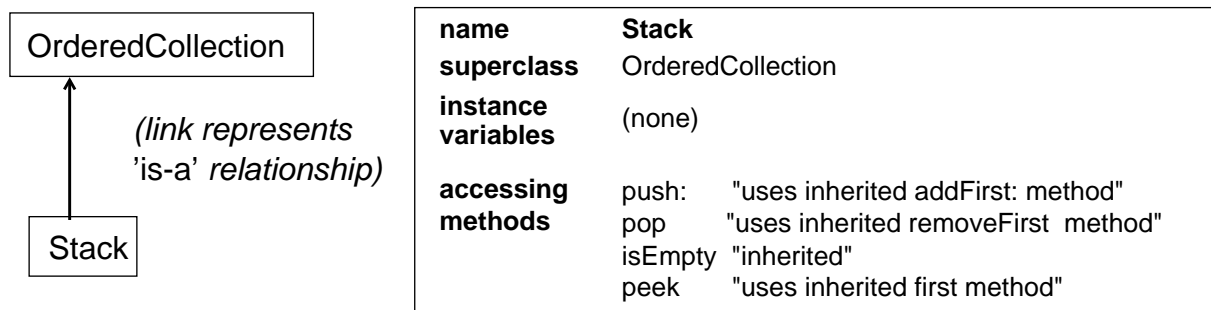 OrderedCollection
(link represents
’is-a’ relationship)
Stack
name Stack
superclass OrderedCollection
instance
variables (none)
accessing
methods
push: "uses inherited addFirst: method"
pop "uses inherited removeFirst method"
isEmpty "inherited"
peek "uses inherited first method"